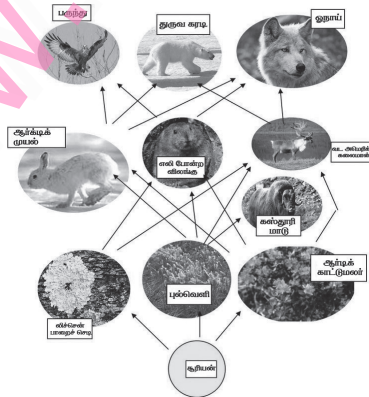 பருந்து
துருவ கரடி
ஓநாய்
ஆர்க்டிக்
முயல்
எலி போன்ற
விலங்கு
வட அமெரிக்க
கலைமான்
கஸ்தூரி
மாடு
லிச்சென்
பாறைச் செடி
புல்வெளி
ஆர்டிக்
காட்டுமலர்
சூரியன்